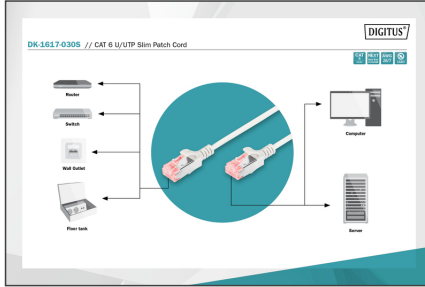 DIGITUS®
DK-1617-030S // CAT 6 U/UTP Slim Patch Cord
Router
Switch
Wall Outlet
Floor tank
Computer
Server